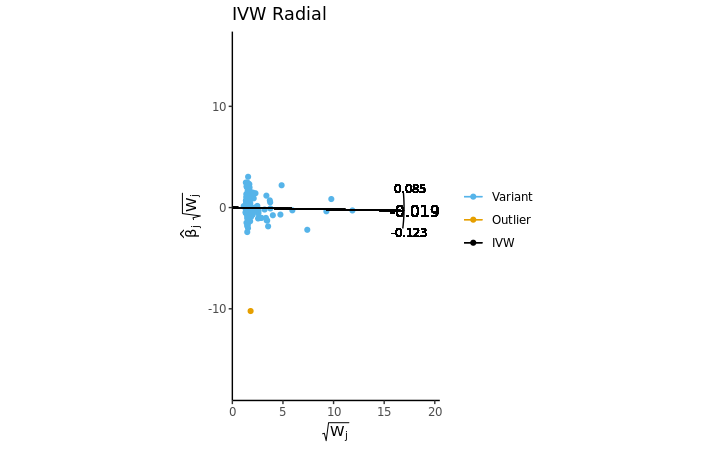 IVW Radial
10
0
-10
β̂j √Wj
0.085
-0.019
-0.123
0
5
10
15
20
√Wj
Variant
Outlier
IVW